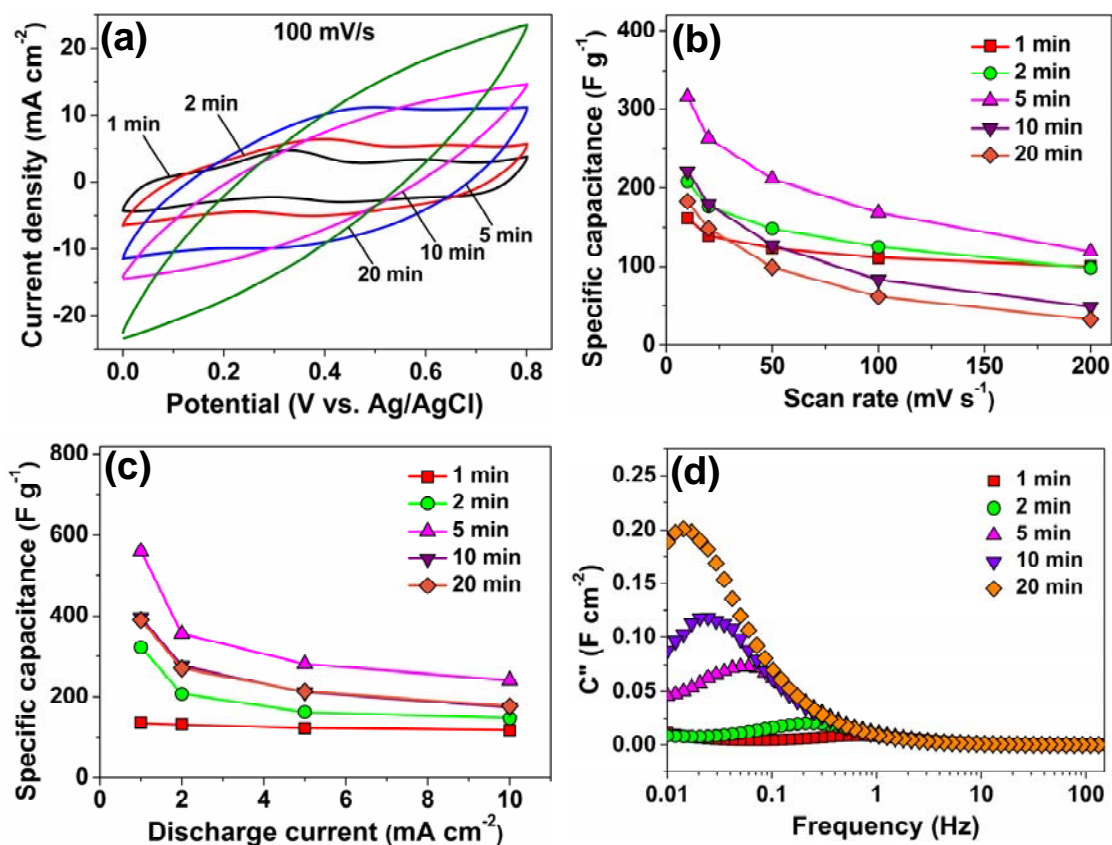 (a)
100 mV/s
1 min
2 min
5 min
10 min
20 min
20
10
0
-10
-20
0.0 0.2 0.4 0.6 0.8
Current density (mA cm-2)
Potential (V vs. Ag/AgCl)
(b)
1 min
2 min
5 min
10 min
20 min
400
300
200
100
0
0 50 100 150 200
Specific capacitance (F g-1)
Scan rate (mV s-1)
(c)
1 min
2 min
5 min
10 min
20 min
800
600
400
200
0
0 2 4 6 8 10
Specific capacitance (F g-1)
Discharge current (mA cm-2)
(d)
1 min
2 min
5 min
10 min
20 min
0.25
0.20
0.15
0.10
0.05
0.00
0.01 0.1 1 10 100
C" (F cm-2)
Frequency (Hz)